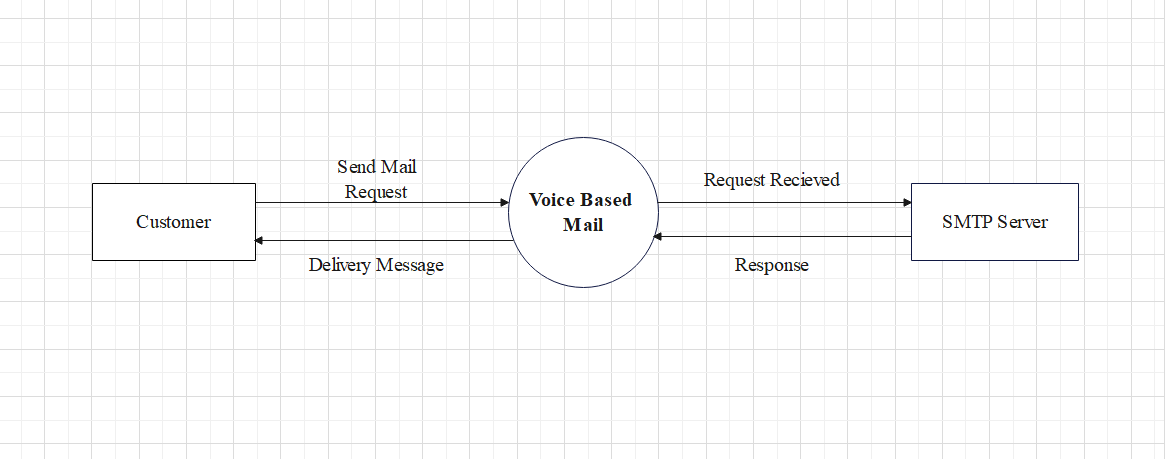 Send Mail
Request
Customer
Delivery Message
Voice Based
Mail
Request Recieved
Response
SMTP Server